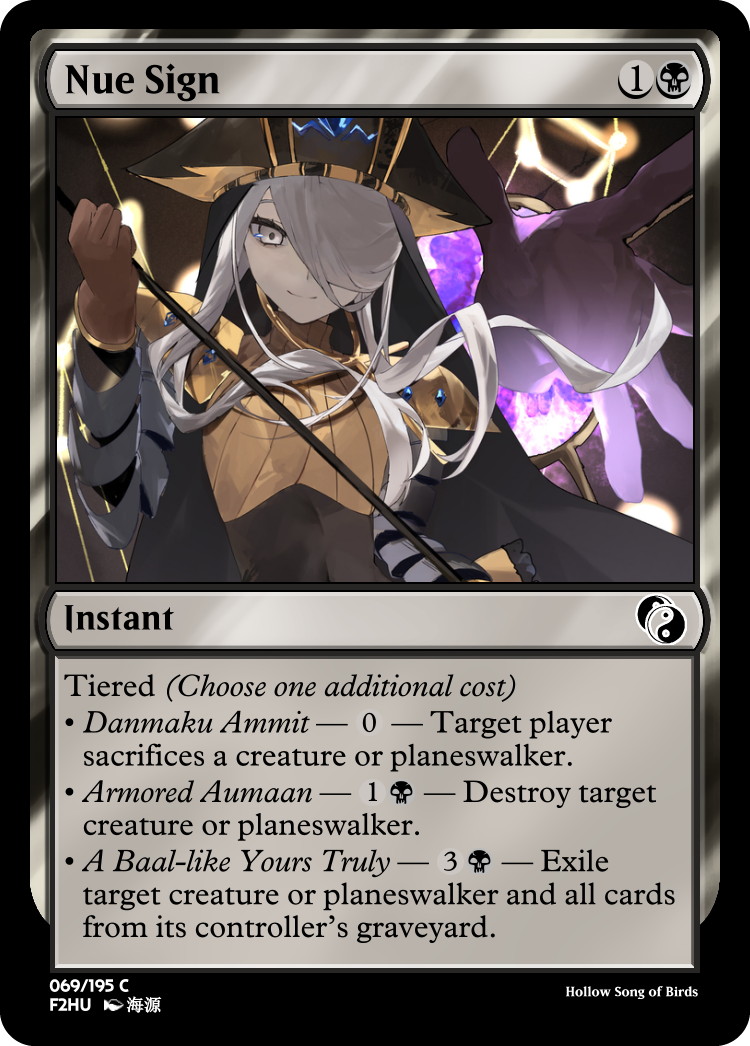 Nue Sign 1
Instant
Tiered (Choose one additional cost)
• Danmaku Ammit — 0 — Target player
sacrifices a creature or planeswalker.
• Armored Aumaan — 1 — Destroy target
creature or planeswalker.
• A Baal-like Yours Truly — 3 — Exile
target creature or planeswalker and all cards
from its controller's graveyard.
069/195 C
F2HU 海源
Hollow Song of Birds